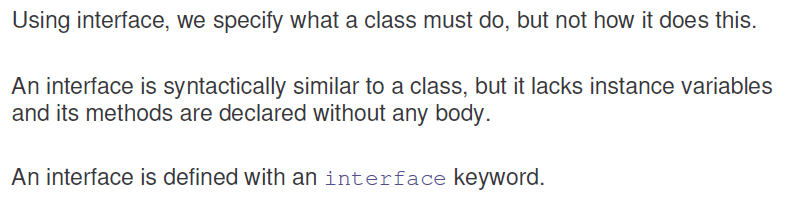 Using interface, we specify what a class must do, but not how it does this.
An interface is syntactically similar to a class, but it lacks instance variables
and its methods are declared without any body.
An interface is defined with an interface keyword.